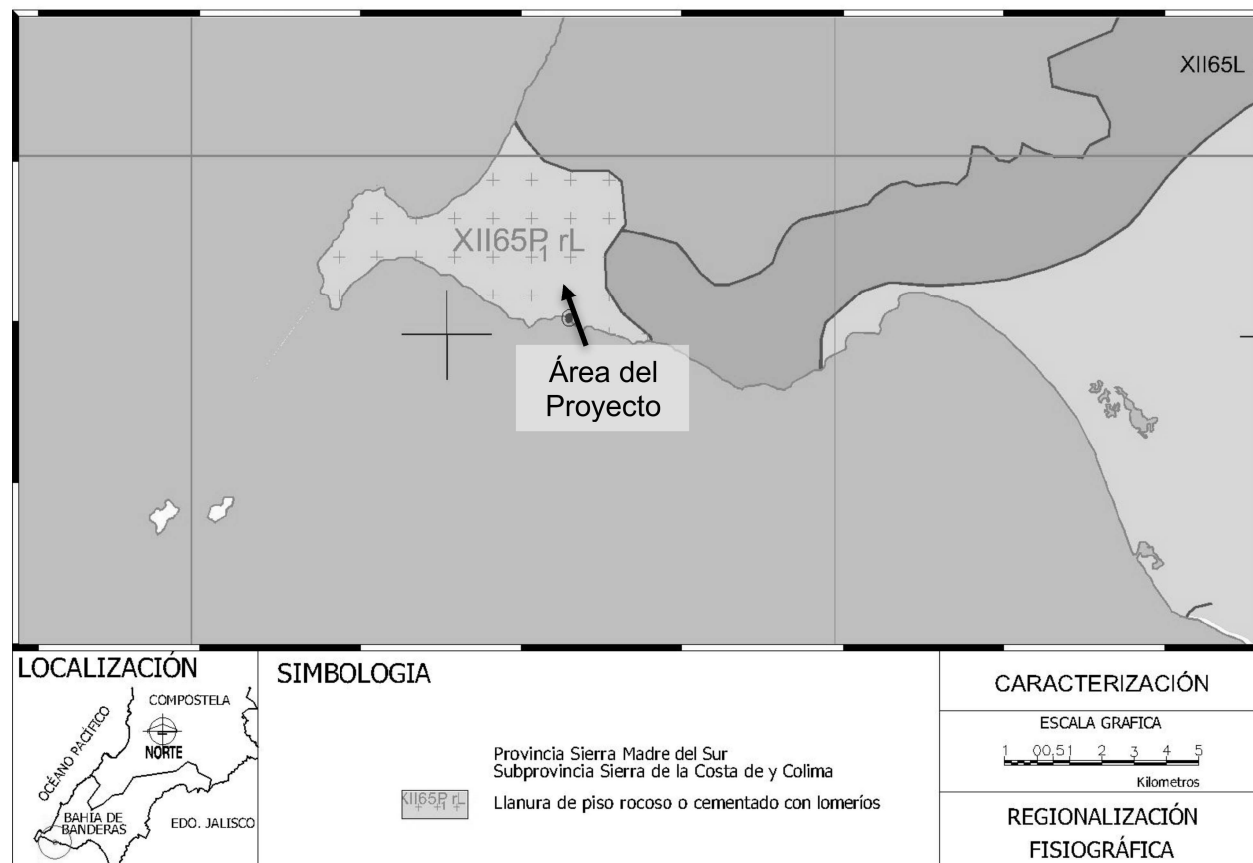 XII65L
XII65P1 rL
Área del
Proyecto
LOCALIZACIÓN
COMPOSTELA
OCÉANO PACÍFICO
NORTE
BAHÍA DE
BANDERAS
EDO. JALISCO
SIMBOLOGIA
Provincia Sierra Madre del Sur
Subprovincia Sierra de la Costa de y Colima
XII65P1 rL
Llanura de piso rocoso o cementado con lomeríos
CARACTERIZACIÓN
ESCALA GRAFICA
1 00.51 2 3 4 5
Kilometros
REGIONALIZACIÓN
FISIOGRÁFICA